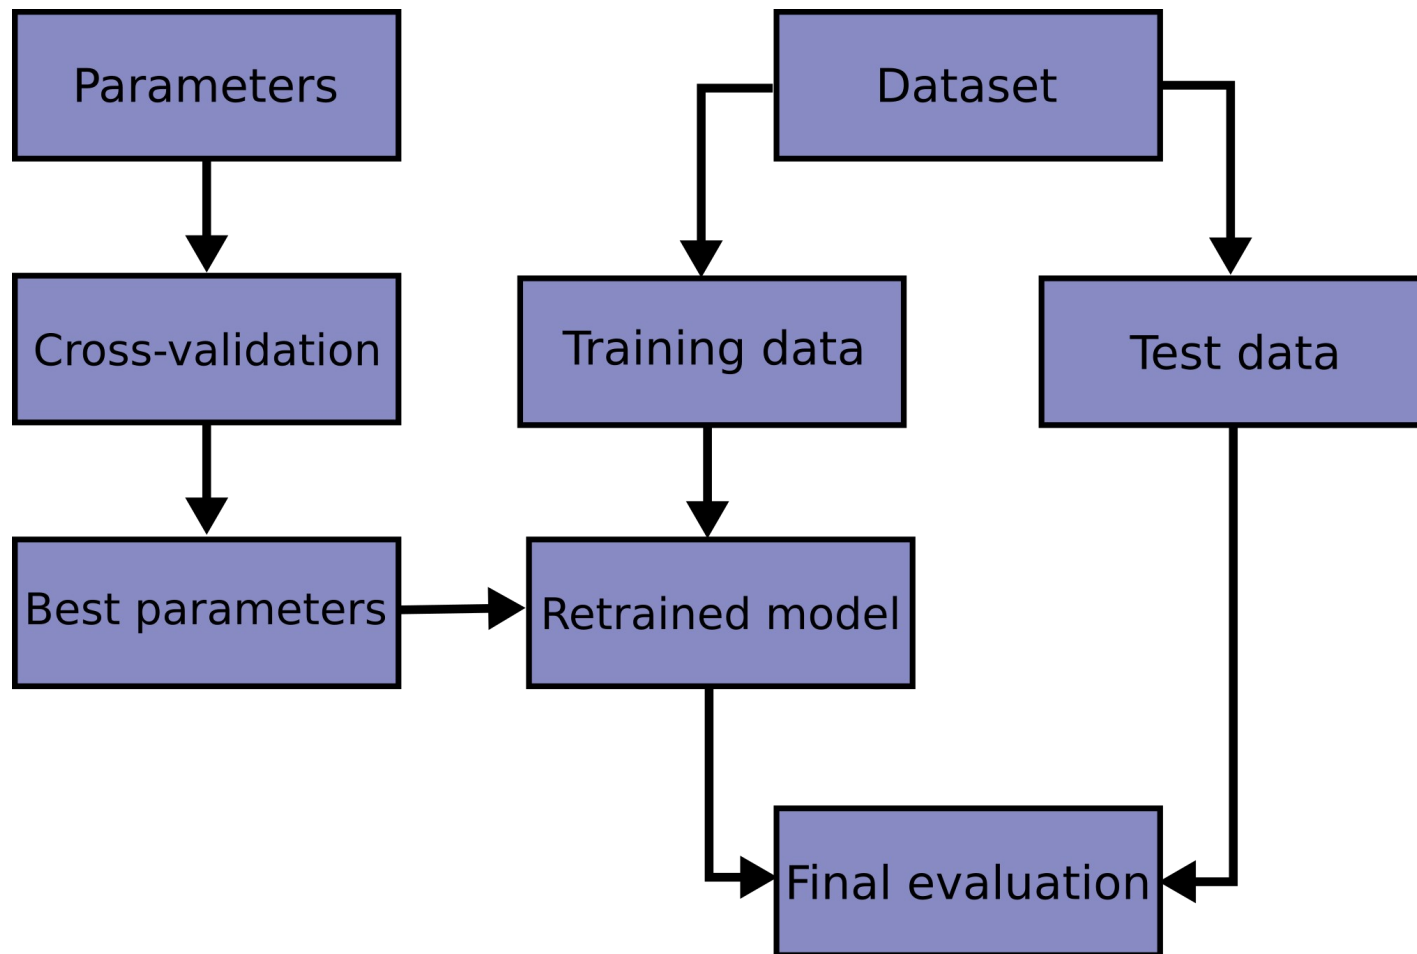 Parameters
Dataset
Cross-validation
Training data
Test data
Best parameters
Retrained model
Final evaluation